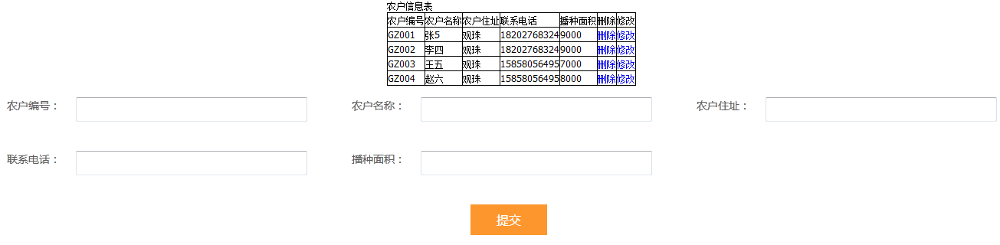 农户信息表
农户编号 农户名称 农户住址 联系电话 播种面积 删除 修改
GZ001 张5 观珠 18202768324 9000 删除 修改
GZ002 李四 观珠 18202768324 9000 删除 修改
GZ003 王五 观珠 15858056495 7000 删除 修改
GZ004 赵六 观珠 15858056495 8000 删除 修改
农户编号： 农户名称： 农户住址：
联系电话： 播种面积：
提交